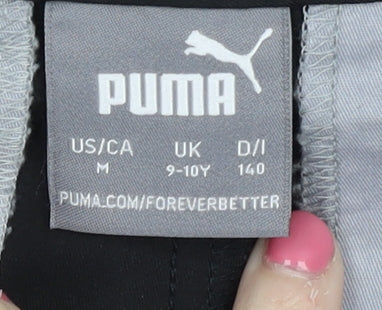 PUMA
US/CA UK D/I
M 9-10Y 140
PUMA.COM/FOREVERBETTER